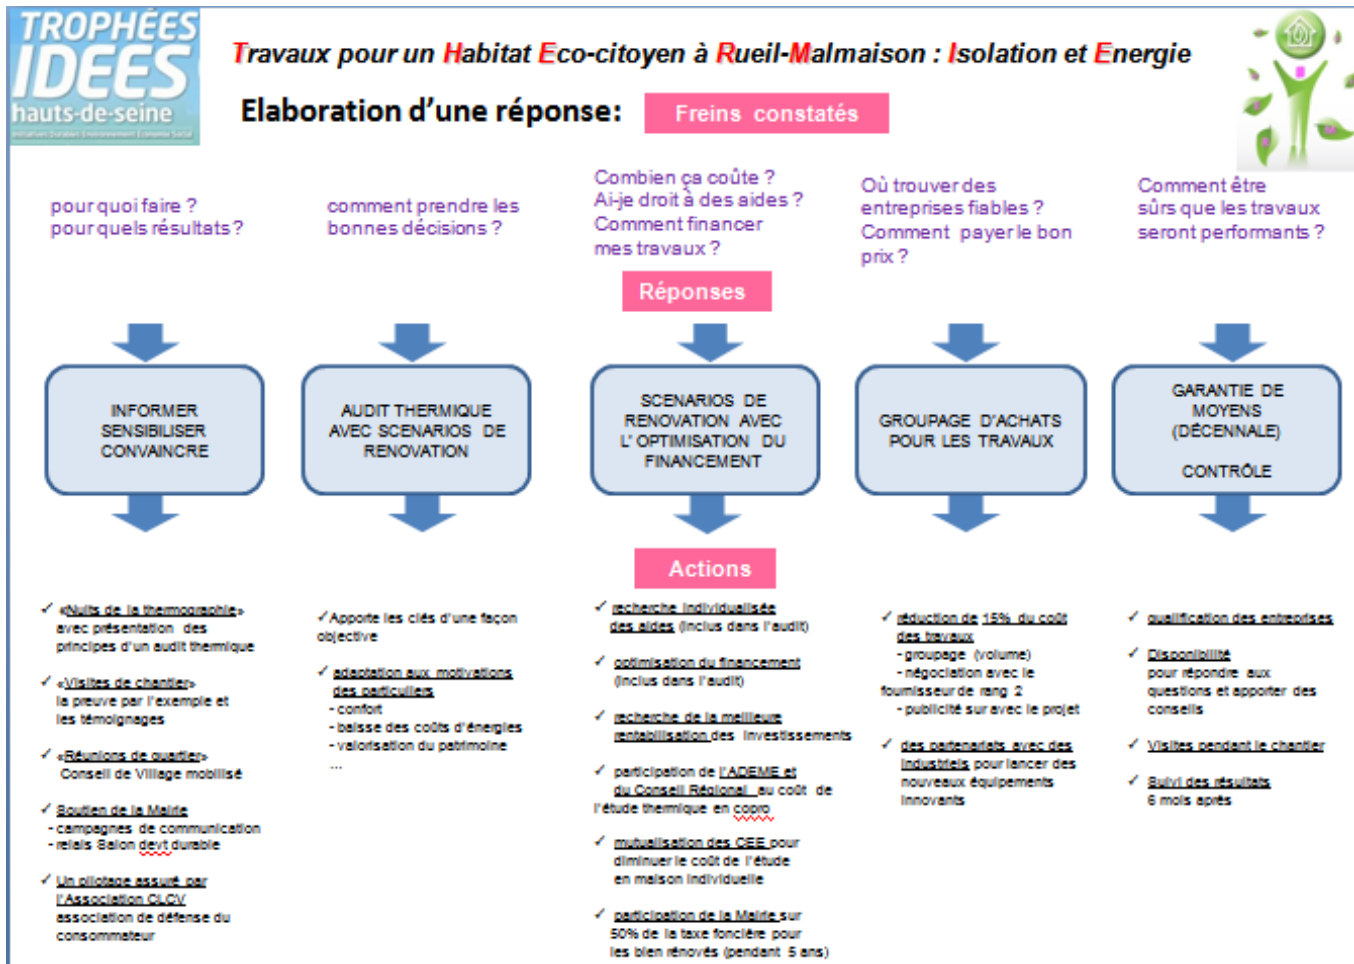 TROPHÉES
IDEES
hauts-de-seine
Initiatives Durables Environnement Economie Social
Travaux pour un Habitat Eco-citoyen à Rueil-Malmaison : Isolation et Energie
Elaboration d'une réponse:
Freins constatés
pour quoi faire ?
pour quels résultats ?
comment prendre les
bonnes décisions ?
Combien ça coûte ?
Ai-je droit à des aides ?
Comment financer
mes travaux ?
Où trouver des
entreprises fiables ?
Comment payer le bon
prix ?
Comment être
sûrs que les travaux
seront performants ?
Réponses
INFORMER
SENSIBILISER
CONVAINCRE
AUDIT THERMIQUE
AVEC SCENARIOS DE
RENOVATION
SCENARIOS DE
RENOVATION AVEC
L' OPTIMISATION DU
FINANCEMENT
GROUPAGE D'ACHATS
POUR LES TRAVAUX
GARANTIE DE
MOYENS
(DÉCENNALE)
CONTRÔLE
Actions
✓ «Nuits de la thermographie»
avec présentation des
principes d'un audit thermique
✓ «Visites de chantier»
la preuve par l'exemple et
les témoignages
✓ «Réunions de quartier»
Conseil de Village mobilisé
✓ Soutien de la Mairie
- campagnes de communication
- relais Salon devt durable
✓ Un pilotage assuré par
l'Association CLCV
association de défense du
consommateur
✓Apporte les clés d'une façon
objective
✓ adaptation aux motivations
des particuliers
- confort
- baisse des coûts d'énergies
- valorisation du patrimoine
...
✓ recherche individualisée
des aides (inclus dans l'audit)
✓ optimisation du financement
(inclus dans l'audit)
✓ recherche de la meilleure
rentabilisation des investissements
✓ participation de l'ADEME et
du Conseil Régional au coût de
l'étude thermique en copro
✓ mutualisation des CEE pour
diminuer le coût de l'étude
en maison individuelle
✓ participation de la Mairie sur
50% de la taxe foncière pour
les bien rénovés (pendant 5 ans)
✓ réduction de 15% du coût
des travaux
- groupage (volume)
- négociation avec le
fournisseur de rang 2
- publicité sur avec le projet
✓ des partenariats avec des
industriels pour lancer des
nouveaux équipements
innovants
✓ qualification des entreprises
✓ Disponibilité
pour répondre aux
questions et apporter des
conseils
✓ Visites pendant le chantier
✓ Suivi des résultats
6 mois après